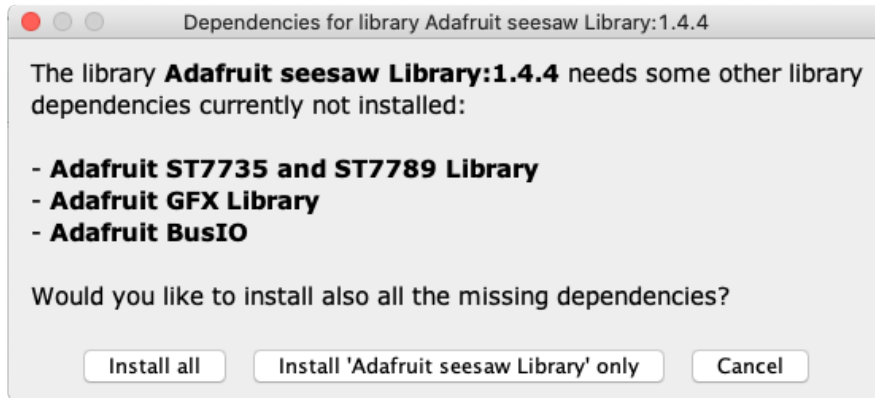 Dependencies for library Adafruit seesaw Library:1.4.4
The library Adafruit seesaw Library:1.4.4 needs some other library
dependencies currently not installed:
- Adafruit ST7735 and ST7789 Library
- Adafruit GFX Library
- Adafruit BusIO
Would you like to install also all the missing dependencies?
Install all Install 'Adafruit seesaw Library' only Cancel